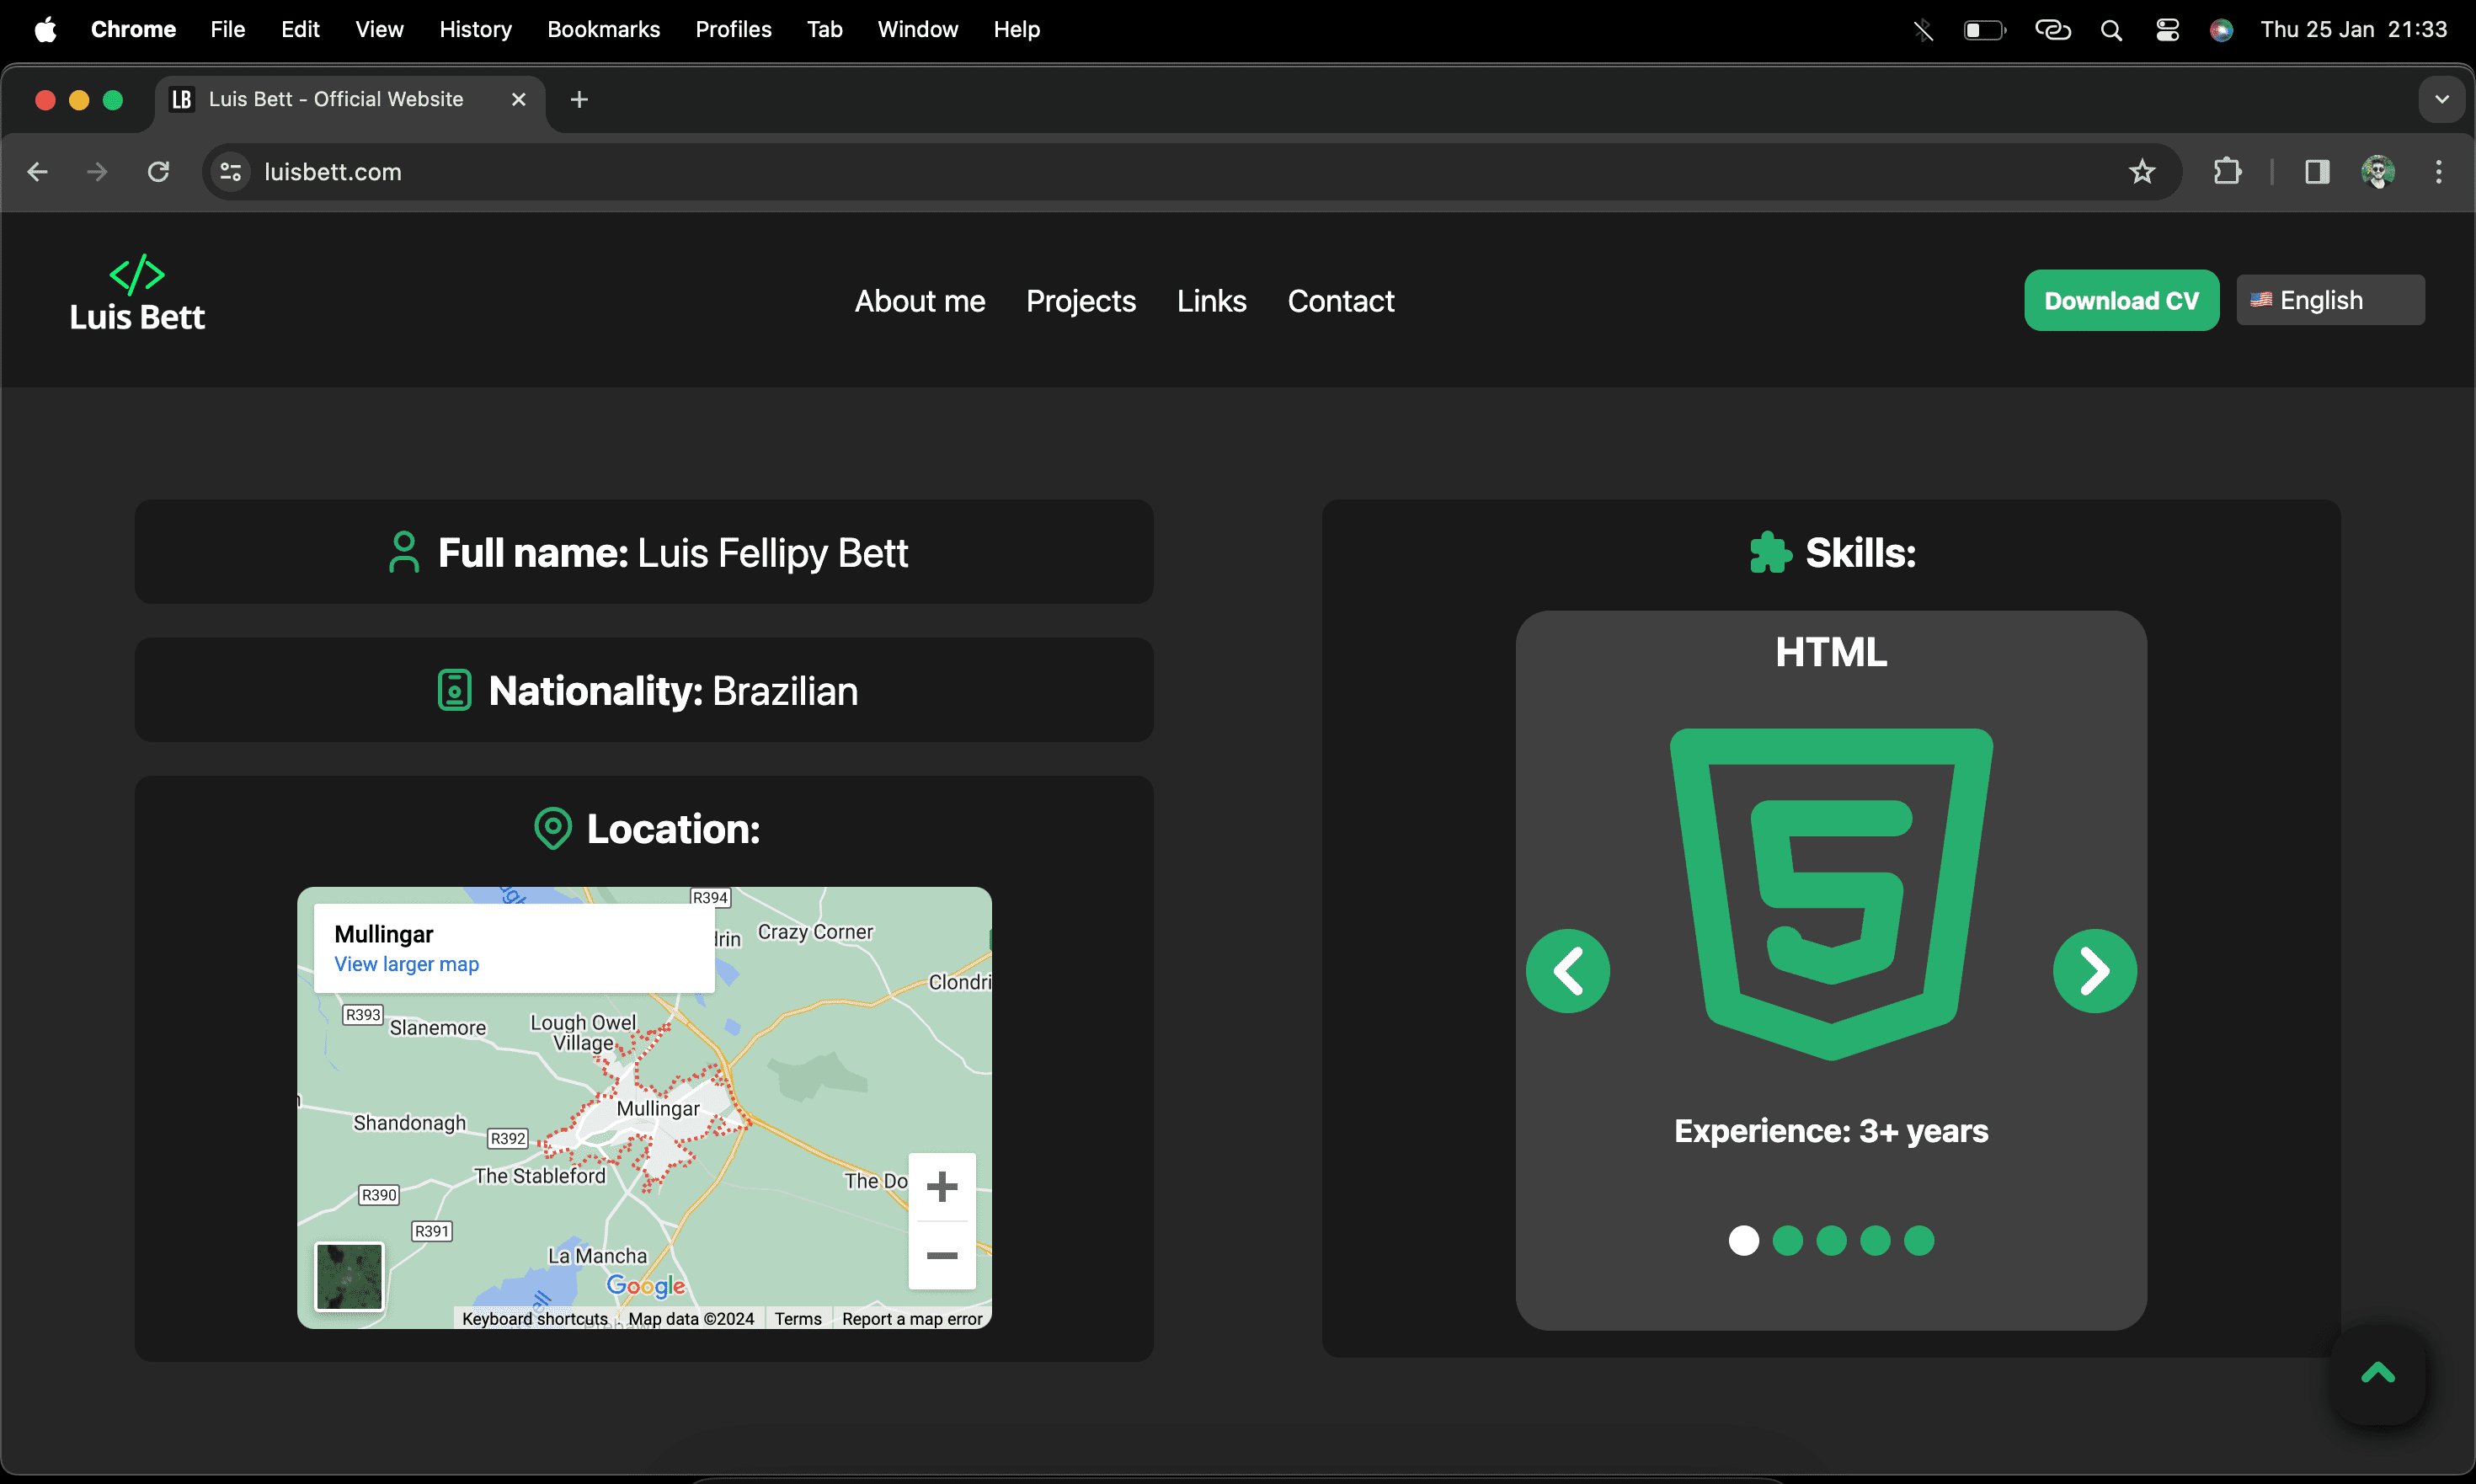 Chrome File Edit View History Bookmarks Profiles Tab Window Help Thu 25 Jan 21:33
LB Luis Bett - Official Website
luisbett.com
</> Luis Bett
About me Projects Links Contact
Download CV
English
Full name: Luis Fellipy Bett
Nationality: Brazilian
Location:
Mullingar
View larger map
R394
Crazy Corner
R393
Slanemore
Lough Owel
Village
Mullingar
Shandonagh
R392
The Stableford
The Do
R390
R391
La Mancha
Google
Keyboard shortcuts Map data ©2024 Terms Report a map error
Skills:
HTML
5
Experience: 3+ years